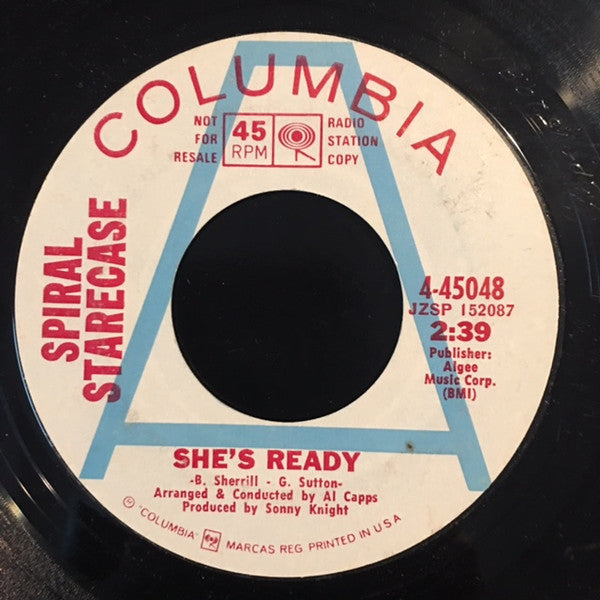 COLUMBIA
NOT
FOR
RESALE
45
RPM
RADIO
STATION
COPY
SPIRAL
STARECASE
4-45048
JZSP 152087
2:39
Publisher:
Algee
Music Corp.
(BMI)
SHE'S READY
-B. Sherrill - G. Sutton-
Arranged & Conducted by Al Capps
Produced by Sonny Knight
"COLUMBIA" MARCAS REG. PRINTED IN U.S.A